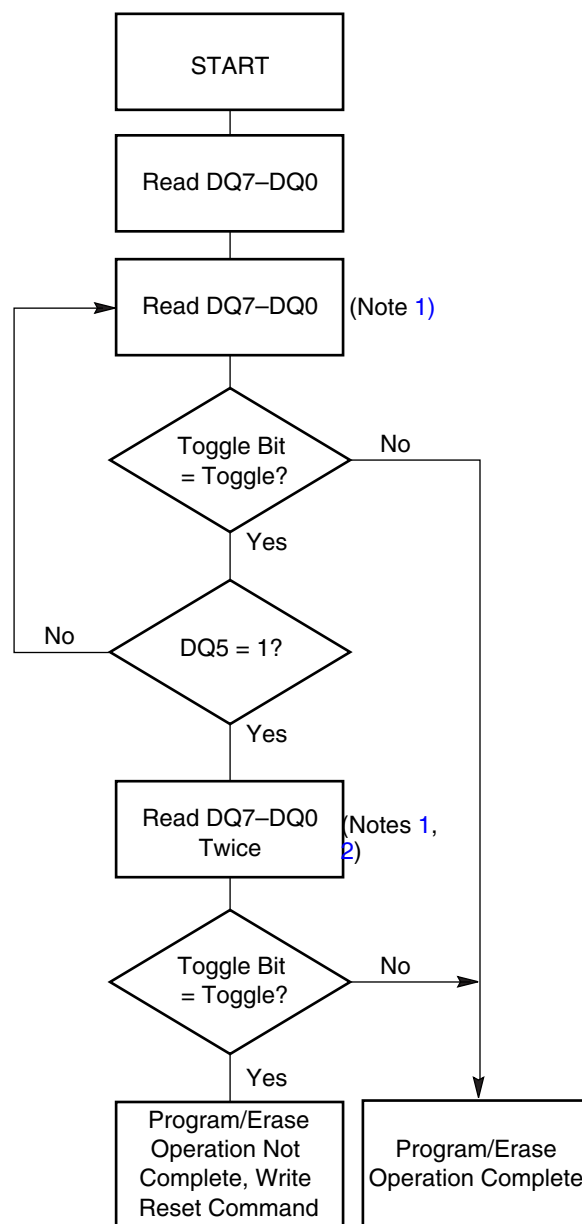 START
Read DQ7–DQ0
Read DQ7–DQ0
(Note 1)
Toggle Bit
= Toggle?
No
Yes
No
DQ5 = 1?
Yes
Read DQ7–DQ0
Twice
(Notes 1,
2)
Toggle Bit
= Toggle?
No
Yes
Program/Erase
Operation Not
Complete, Write
Reset Command
Program/Erase
Operation Complete